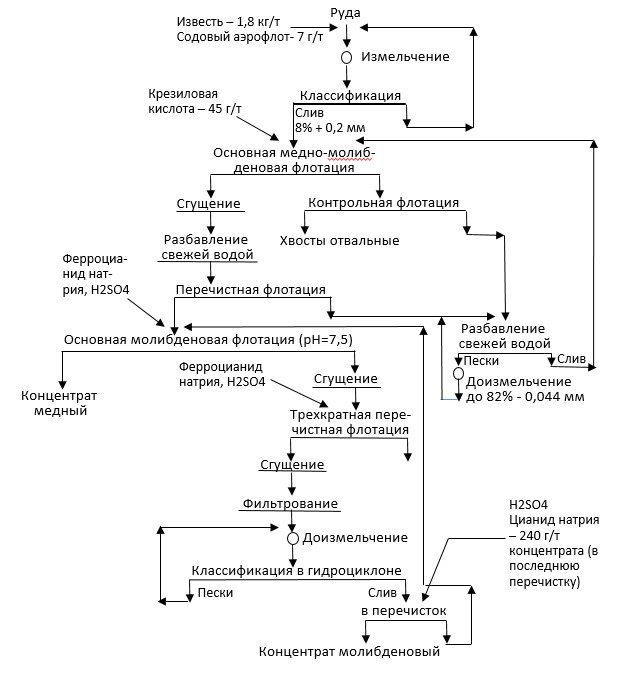 Руда
Известь – 1,8 кг/т
Содовый аэрофлот- 7 г/т
Измельчение
Классификация
Крезиловая
кислота – 45 г/т
Слив
8% + 0,2 мм
Основная медно-молиб-
деновая флотация
Сгущение
Контрольная флотация
Разбавление
свежей водой
Хвосты отвальные
Ферроциа-
нид нат-
рия, H2SO4
Перечистная флотация
Основная молибденовая флотация (pH=7,5)
Разбавление
свежей водой
Пески
Слив
Доизмельчение
до 82% - 0,044 мм
Ферроцианид
натрия, H2SO4
Сгущение
Концентрат
медный
Трехкратная пере-
чистная флотация
Сгущение
Фильтрование
Доизмельчение
H2SO4
Цианид натрия
– 240 г/т
концентрата (в
последнюю
перечистку)
Классификация в гидроциклоне
Пески
Слив
в перечисток
Концентрат молибденовый